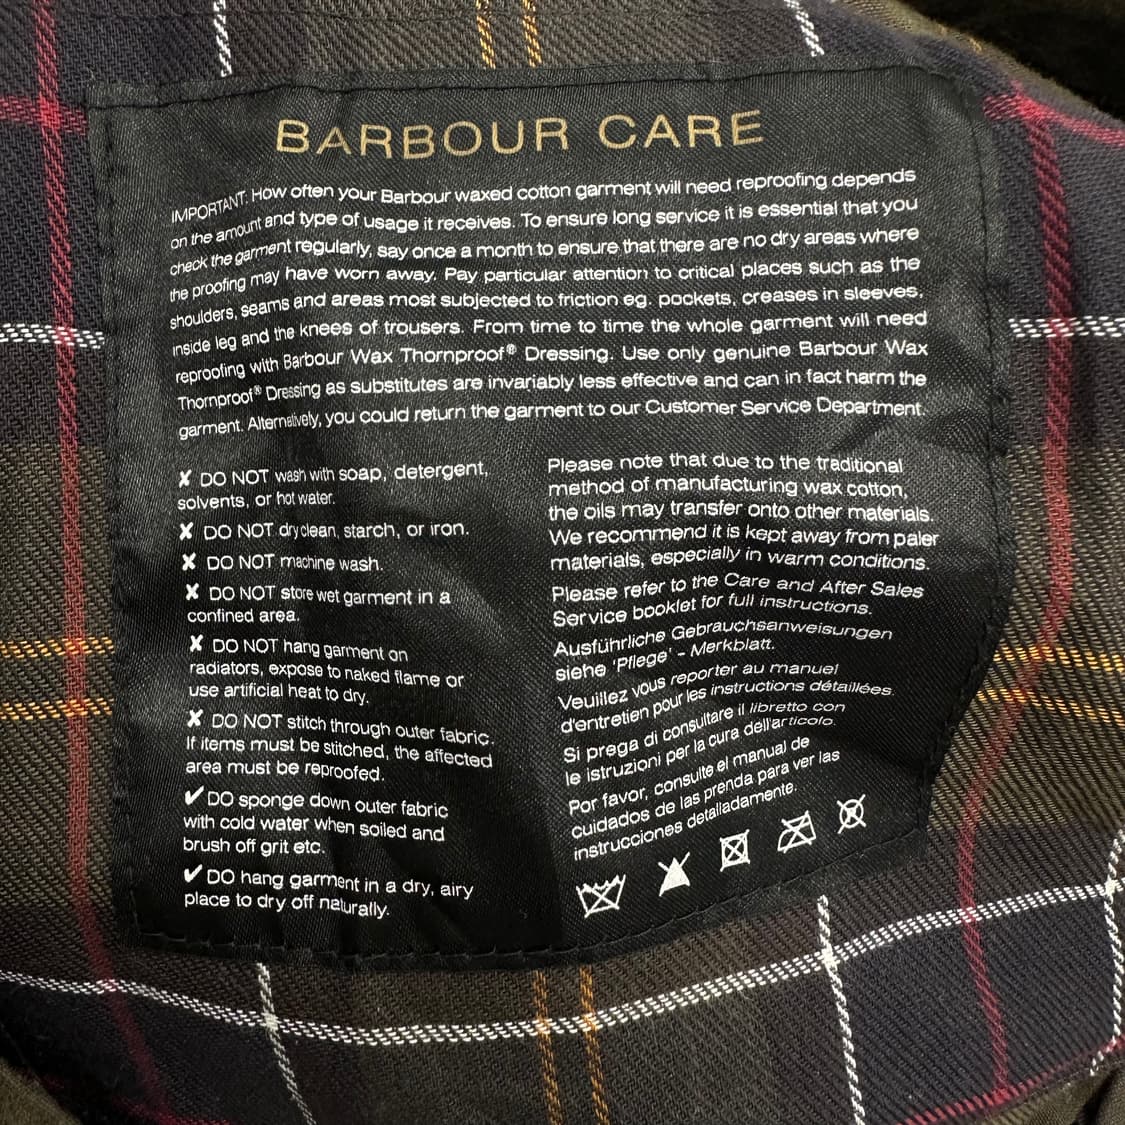 BARBOUR CARE
IMPORTANT: How often your Barbour waxed cotton garment will need reproofing depends
on the amount and type of usage it receives. To ensure long service it is essential that you
check the garment regularly, say once a month to ensure that there are no dry areas where
the proofing may have worn away. Pay particular attention to critical places such as the
shoulders, seams and areas most subjected to friction eg. pockets, creases in sleeves,
inside leg and the knees of trousers. From time to time the whole garment will need
reproofing with Barbour Wax Thornproof® Dressing. Use only genuine Barbour Wax
Thornproof® Dressing as substitutes are invariably less effective and can in fact harm the
garment. Alternatively, you could return the garment to our Customer Service Department.
✘ DO NOT wash with soap, detergent,
solvents, or hot water.
✘ DO NOT dryclean, starch, or iron.
✘ DO NOT machine wash.
✘ DO NOT store wet garment in a
confined area.
✘ DO NOT hang garment on
radiators, expose to naked flame or
use artificial heat to dry.
✘ DO NOT stitch through outer fabric.
If items must be stitched, the affected
area must be reproofed.
✔ DO sponge down outer fabric
with cold water when soiled and
brush off grit etc.
✔ DO hang garment in a dry, airy
place to dry off naturally.
Please note that due to the traditional
method of manufacturing wax cotton,
the oils may transfer onto other materials.
We recommend it is kept away from paler
materials, especially in warm conditions.
Please refer to the Care and After Sales
Service booklet for full instructions.
Ausführliche Gebrauchsanweisungen
siehe 'Pflege' - Merkblatt.
Veuillez vous reporter au manuel
d'entretien pour les instructions détaillées.
Si prega di consultare il libretto con
le istruzioni per la cura dell'articolo.
Por favor, consulte el manual de
cuidados de las prenda para ver las
instrucciones detalladamente.